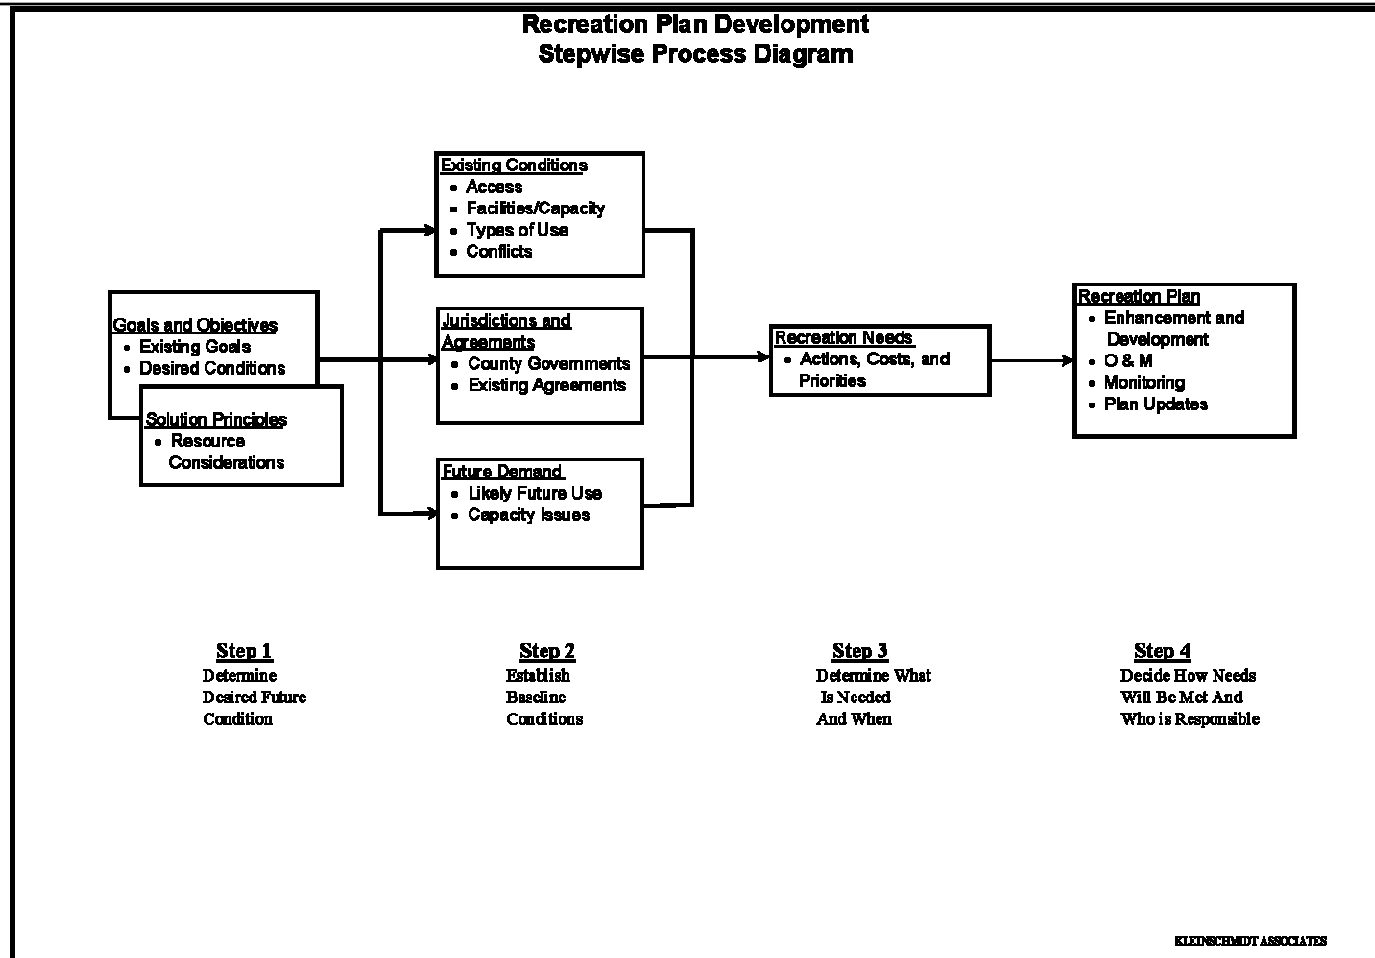 Recreation Plan Development
Stepwise Process Diagram
Existing Conditions
• Access
• Facilities/Capacity
• Types of Use
• Conflicts
Goals and Objectives
• Existing Goals
• Desired Conditions
Solution Principles
• Resource
Considerations
Jurisdictions and
Agreements
• County Governments
• Existing Agreements
Future Demand
• Likely Future Use
• Capacity Issues
Recreation Needs
• Actions, Costs, and
Priorities
Recreation Plan
• Enhancement and
Development
• O & M
• Monitoring
• Plan Updates
Step 1
Determine
Desired Future
Condition
Step 2
Establish
Baseline
Conditions
Step 3
Determine What
Is Needed
And When
Step 4
Decide How Needs
Will Be Met And
Who is Responsible
KLEINSCHMIDT ASSOCIATES